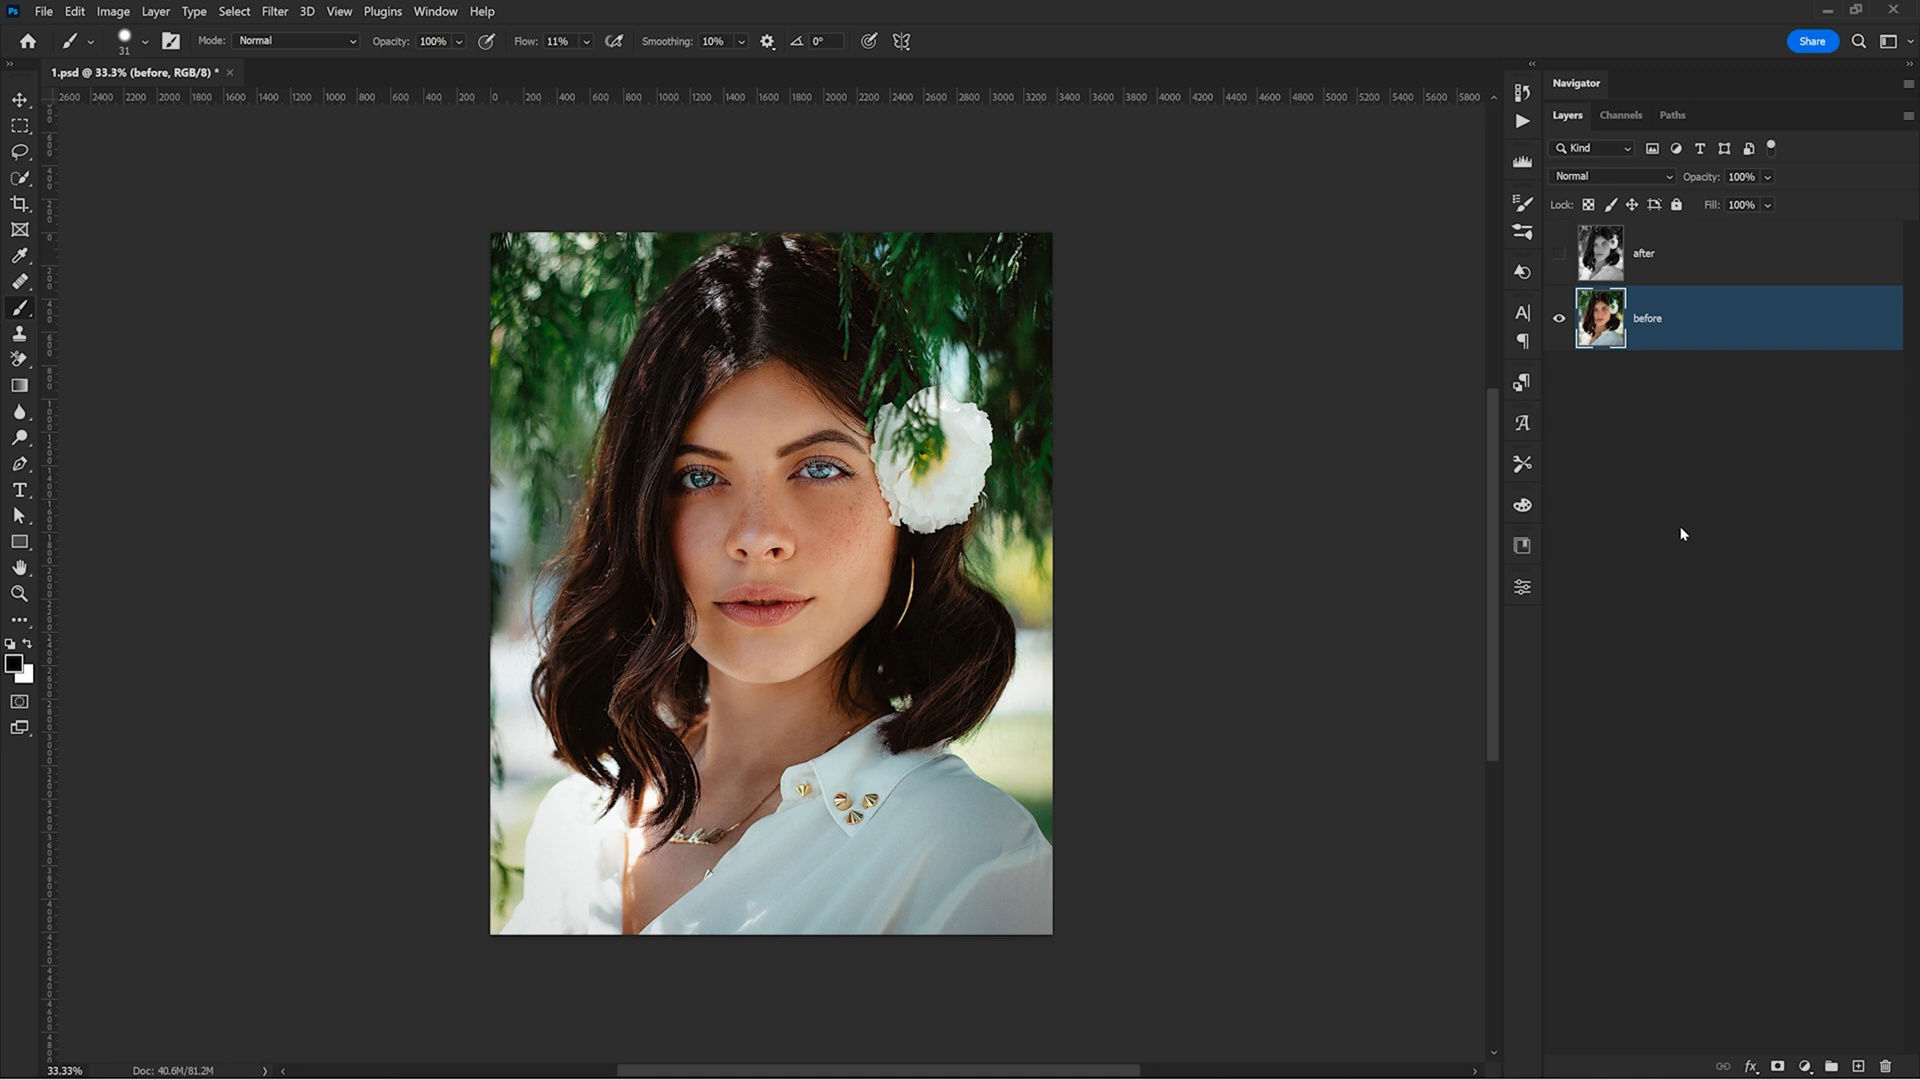 Ps File Edit Image Layer Type Select Filter 3D View Plugins Window Help
31 Mode: Normal Opacity: 100% Flow: 11% Smoothing: 10% 0° Share
1.psd @ 33.3% (before, RGB/8) * ×
2600 2400 2200 2000 1800 1600 1400 1200 1000 800 600 400 200 0 200 400 600 800 1000 1200 1400 1600 1800 2000 2200 2400 2600 2800 3000 3200 3400 3600 3800 4000 4200 4400 4600 4800 5000 5200 5400 5600 5800
Navigator
Layers Channels Paths
Kind
Normal Opacity: 100%
Lock: Fill: 100%
after
before
33.33% Doc: 40.6M/81.2M